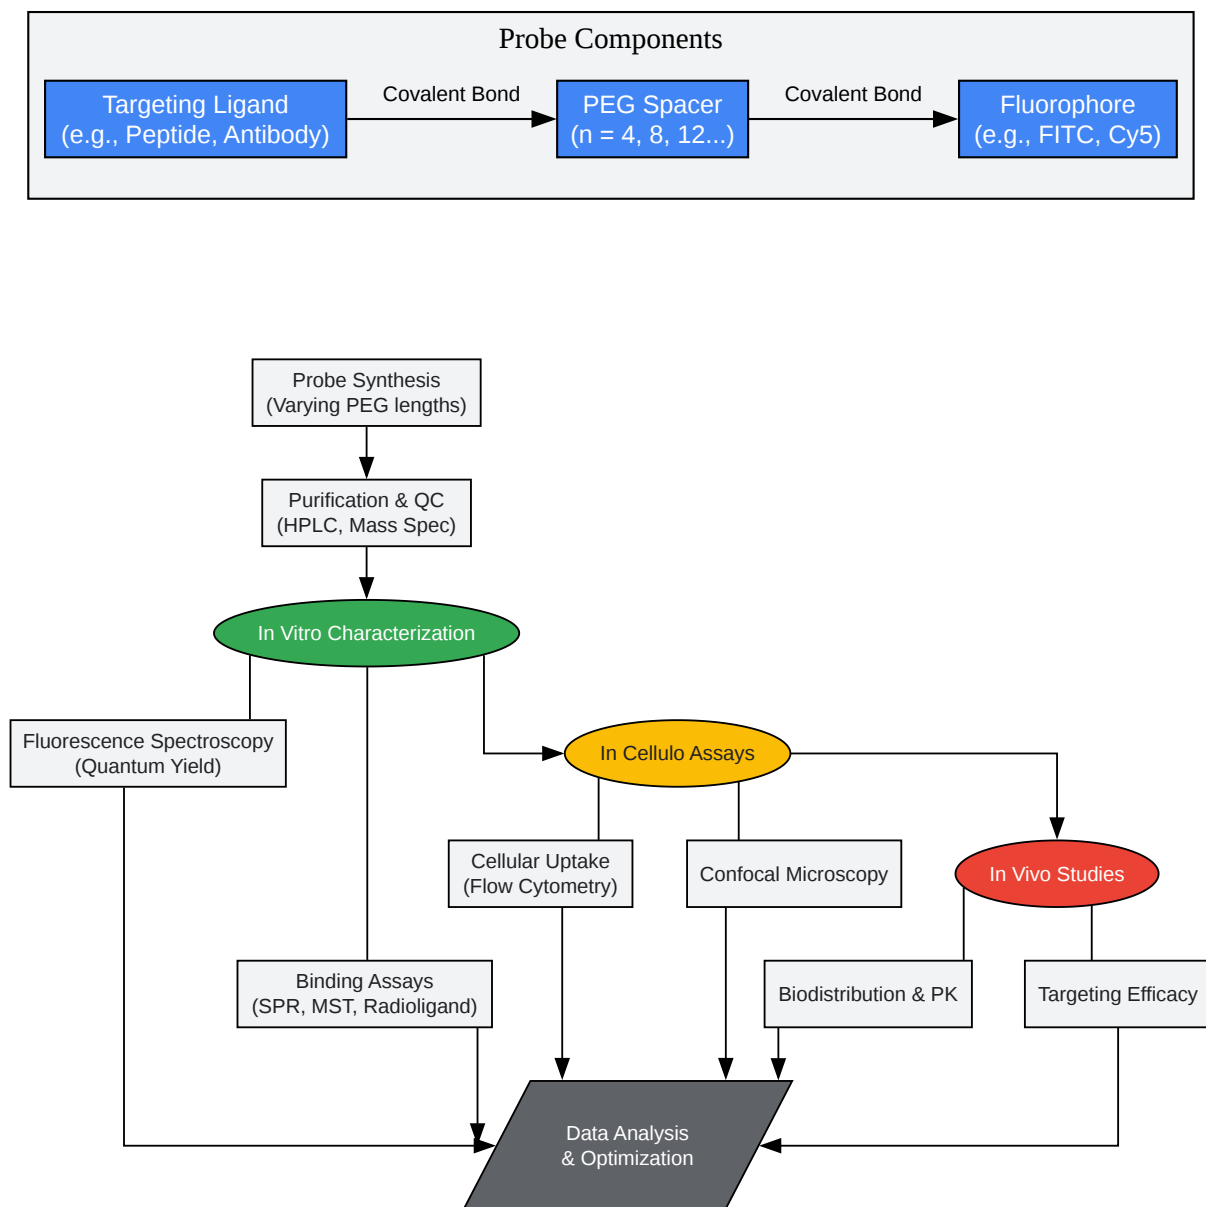 Probe Components
Targeting Ligand
(e.g., Peptide, Antibody)
Covalent Bond
PEG Spacer
(n = 4, 8, 12...)
Covalent Bond
Fluorophore
(e.g., FITC, Cy5)
Probe Synthesis
(Varying PEG lengths)
Purification & QC
(HPLC, Mass Spec)
In Vitro Characterization
Fluorescence Spectroscopy
(Quantum Yield)
In Cellulo Assays
Cellular Uptake
(Flow Cytometry)
Confocal Microscopy
In Vivo Studies
Binding Assays
(SPR, MST, Radioligand)
Biodistribution & PK
Targeting Efficacy
Data Analysis
& Optimization